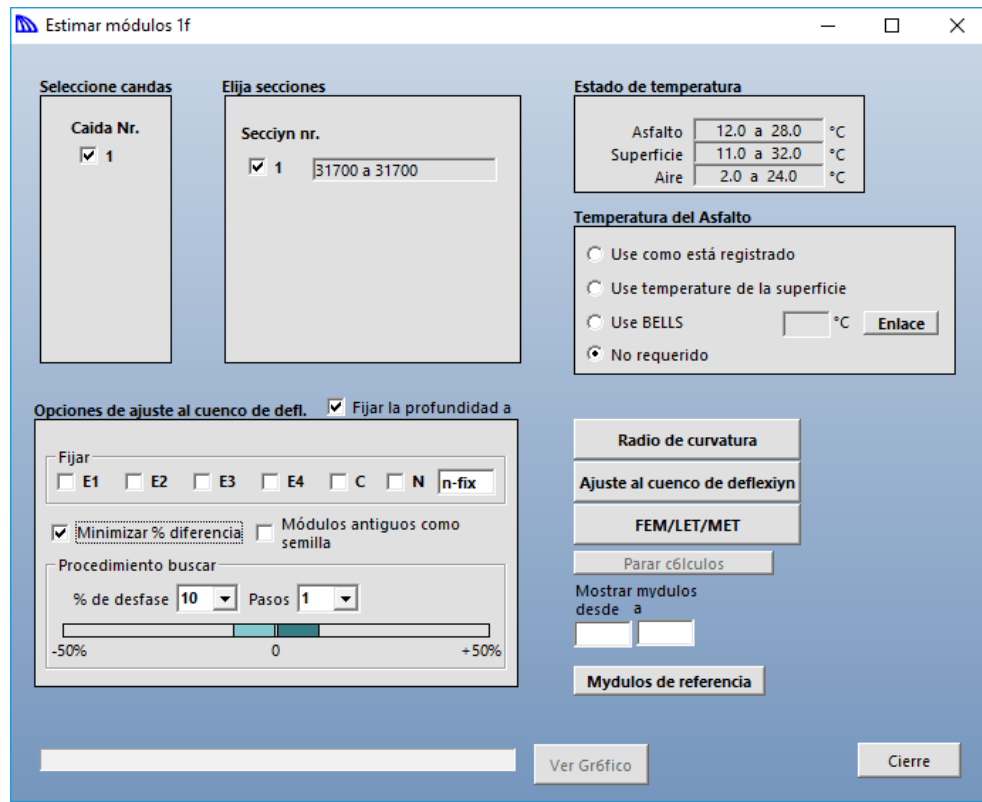 Estimar módulos 1f
Seleccione caнdas
Caida Nr.
1
Elija secciones
Secciyn nr.
1 31700 a 31700
Estado de temperatura
Asfalto 12.0 a 28.0 °C
Superficie 11.0 a 32.0 °C
Aire 2.0 a 24.0 °C
Temperatura del Asfalto
Use como está registrado
Use temperature de la superficie
Use BELLS °C Enlace
No requerido
Opciones de ajuste al cuenco de defl. Fijar la profundidad a
Fijar
E1 E2 E3 E4 C N n-fix
Minimizar % diferencia
Módulos antiguos como
semilla
Procedimiento buscar
% de desfase 10 Pasos 1
-50% 0 +50%
Radio de curvatura
Ajuste al cuenco de deflexiyn
FEM/LET/MET
Parar cбlculos
Mostrar mydulos
desde a
Mydulos de referencia
Ver Grбfico
Cierre